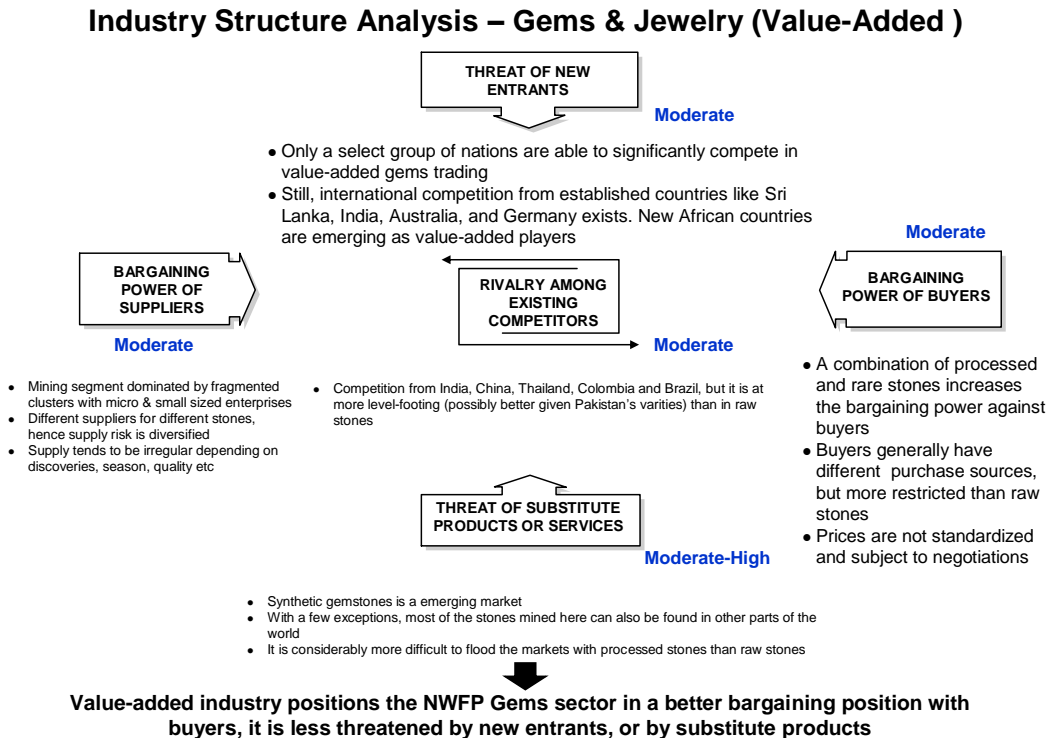 Industry Structure Analysis – Gems & Jewelry (Value-Added )
THREAT OF NEW
ENTRANTS
Moderate
● Only a select group of nations are able to significantly compete in
value-added gems trading
● Still, international competition from established countries like Sri
Lanka, India, Australia, and Germany exists. New African countries
are emerging as value-added players
BARGAINING
POWER OF
SUPPLIERS
Moderate
● Mining segment dominated by fragmented
clusters with micro & small sized enterprises
● Different suppliers for different stones,
hence supply risk is diversified
● Supply tends to be irregular depending on
discoveries, season, quality etc
RIVALRY AMONG
EXISTING
COMPETITORS
Moderate
● Competition from India, China, Thailand, Colombia and Brazil, but it is at
more level-footing (possibly better given Pakistan's varities) than in raw
stones
Moderate
BARGAINING
POWER OF BUYERS
● A combination of processed
and rare stones increases
the bargaining power against
buyers
● Buyers generally have
different purchase sources,
but more restricted than raw
stones
● Prices are not standardized
and subject to negotiations
THREAT OF SUBSTITUTE
PRODUCTS OR SERVICES
Moderate-High
● Synthetic gemstones is a emerging market
● With a few exceptions, most of the stones mined here can also be found in other parts of the
world
● It is considerably more difficult to flood the markets with processed stones than raw stones
Value-added industry positions the NWFP Gems sector in a better bargaining position with
buyers, it is less threatened by new entrants, or by substitute products